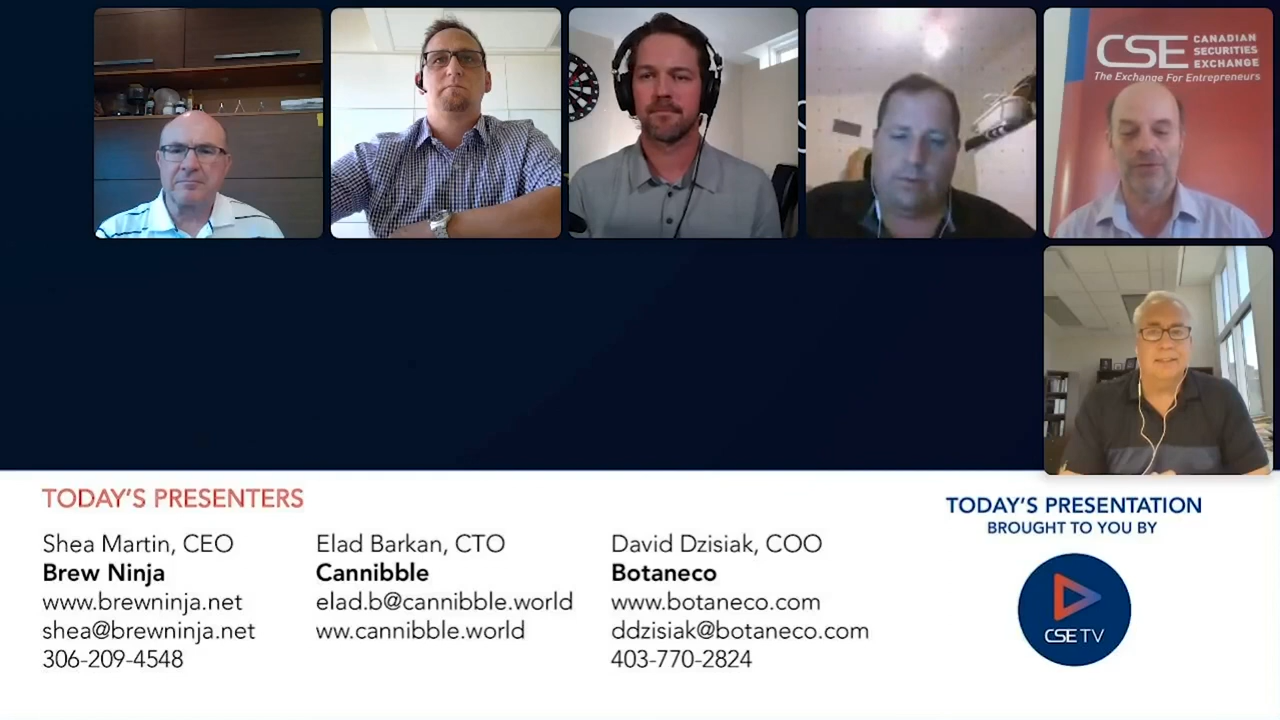 CSE CANADIAN SECURITIES EXCHANGE
The Exchange For Entrepreneurs
TODAY'S PRESENTERS
Shea Martin, CEO
Brew Ninja
www.brewninja.net
shea@brewninja.net
306-209-4548
Elad Barkan, CTO
Cannibble
elad.b@cannibble.world
ww.cannibble.world
David Dzisiak, COO
Botaneco
www.botaneco.com
ddzisiak@botaneco.com
403-770-2824
TODAY'S PRESENTATION
BROUGHT TO YOU BY
CSE TV